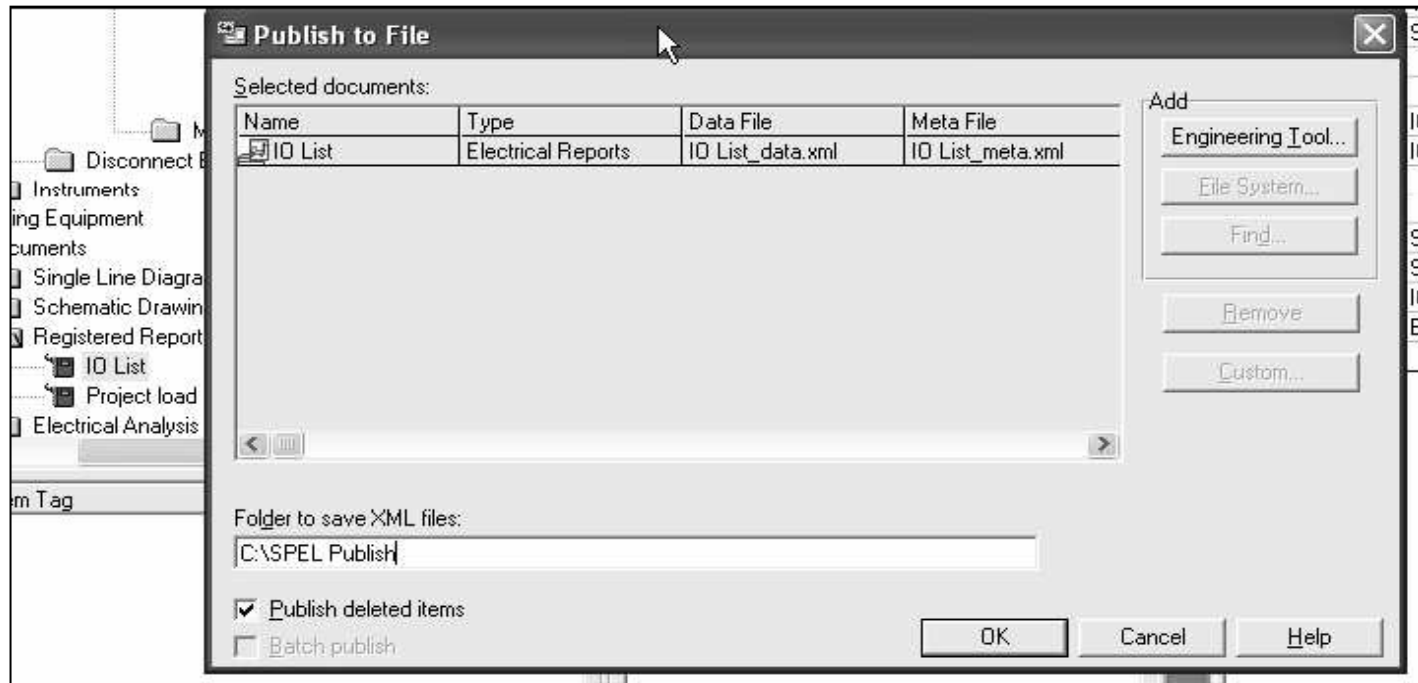 Publish to File
Selected documents:
Name Type Data File Meta File
IO List Electrical Reports IO List_data.xml IO List_meta.xml
Add
Engineering Tool...
File System...
Find...
Remove
Custom...
Folder to save XML files:
C:\SPEL Publish
Publish deleted items
Batch publish
OK Cancel Help
M
Disconnect E
Instruments
ing Equipment
cuments
Single Line Diagra
Schematic Drawin
Registered Report
IO List
Project load
Electrical Analysis
em Tag